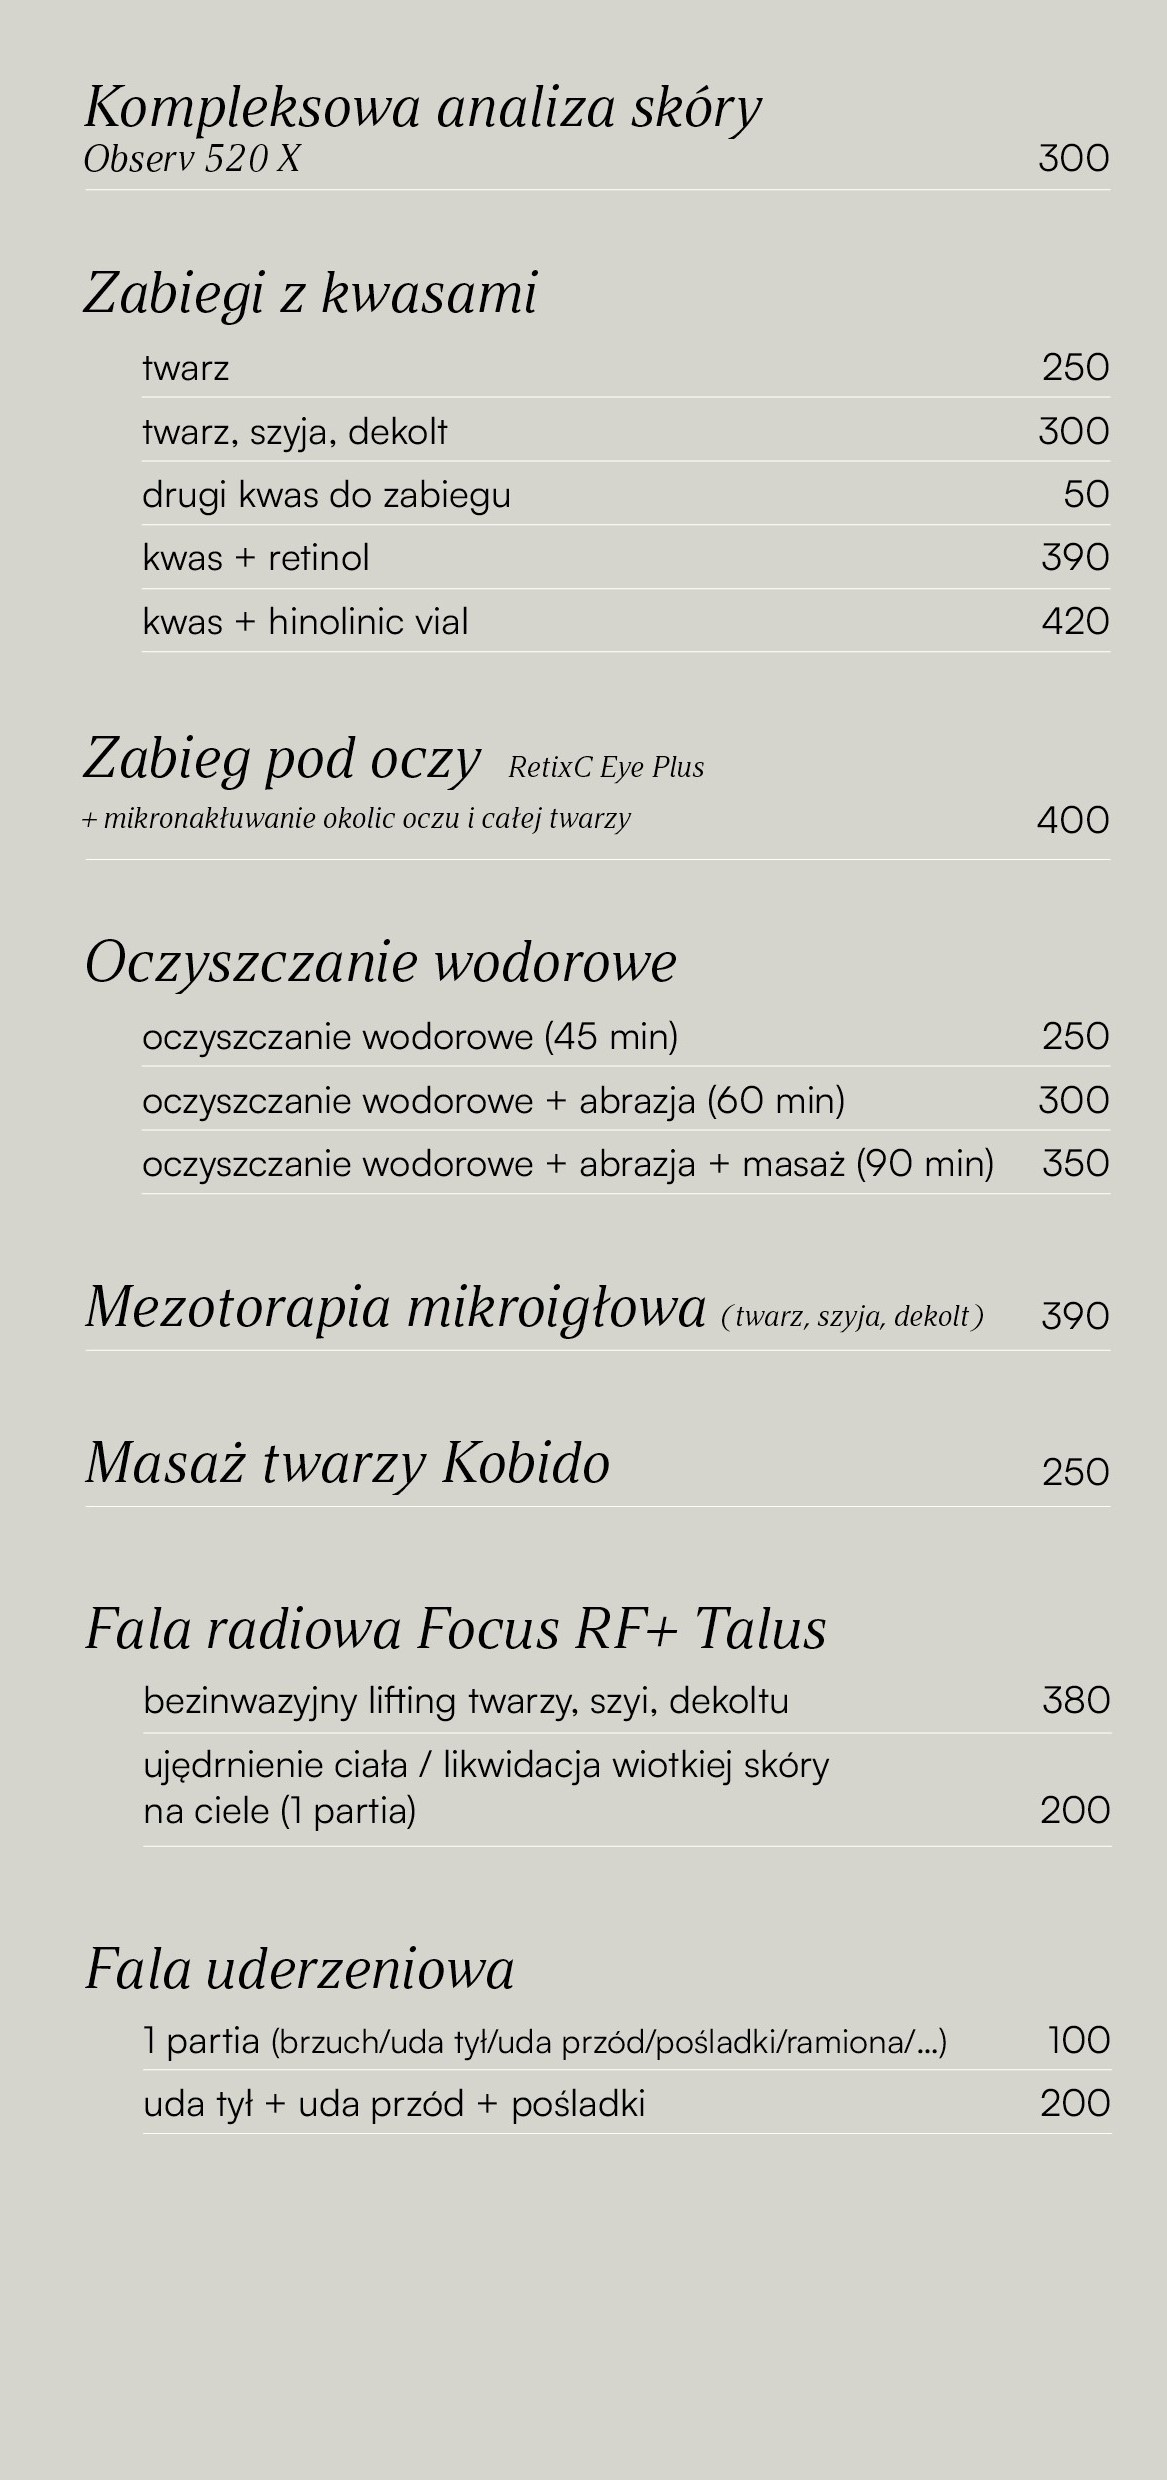 Kompleksowa analiza skóry
Observ 520 X 300
Zabiegi z kwasami
twarz 250
twarz, szyja, dekolt 300
drugi kwas do zabiegu 50
kwas + retinol 390
kwas + hinolinic vial 420
Zabieg pod oczy RetixC Eye Plus
+ mikronakłuwanie okolic oczu i całej twarzy 400
Oczyszczanie wodorowe
oczyszczanie wodorowe (45 min) 250
oczyszczanie wodorowe + abrazja (60 min) 300
oczyszczanie wodorowe + abrazja + masaż (90 min) 350
Mezotorapia mikroigłowa (twarz, szyja, dekolt) 390
Masaż twarzy Kobido 250
Fala radiowa Focus RF+ Talus
bezinwazyjny lifting twarzy, szyi, dekoltu 380
ujędrnienie ciała / likwidacja wiotkiej skóry
na ciele (1 partia) 200
Fala uderzeniowa
1 partia (brzuch/uda tył/uda przód/pośladki/ramiona/...) 100
uda tył + uda przód + pośladki 200